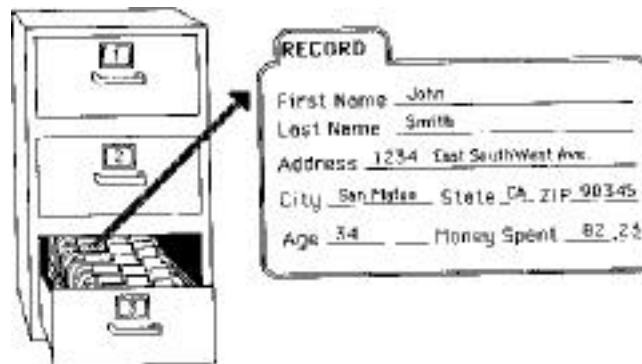 1
2
3
RECORD
First Name John
Last Name Smith
Address 1234 East SouthWest Ave.
City San Mateo State CA ZIP 90345
Age 34 Money Spent 82.23